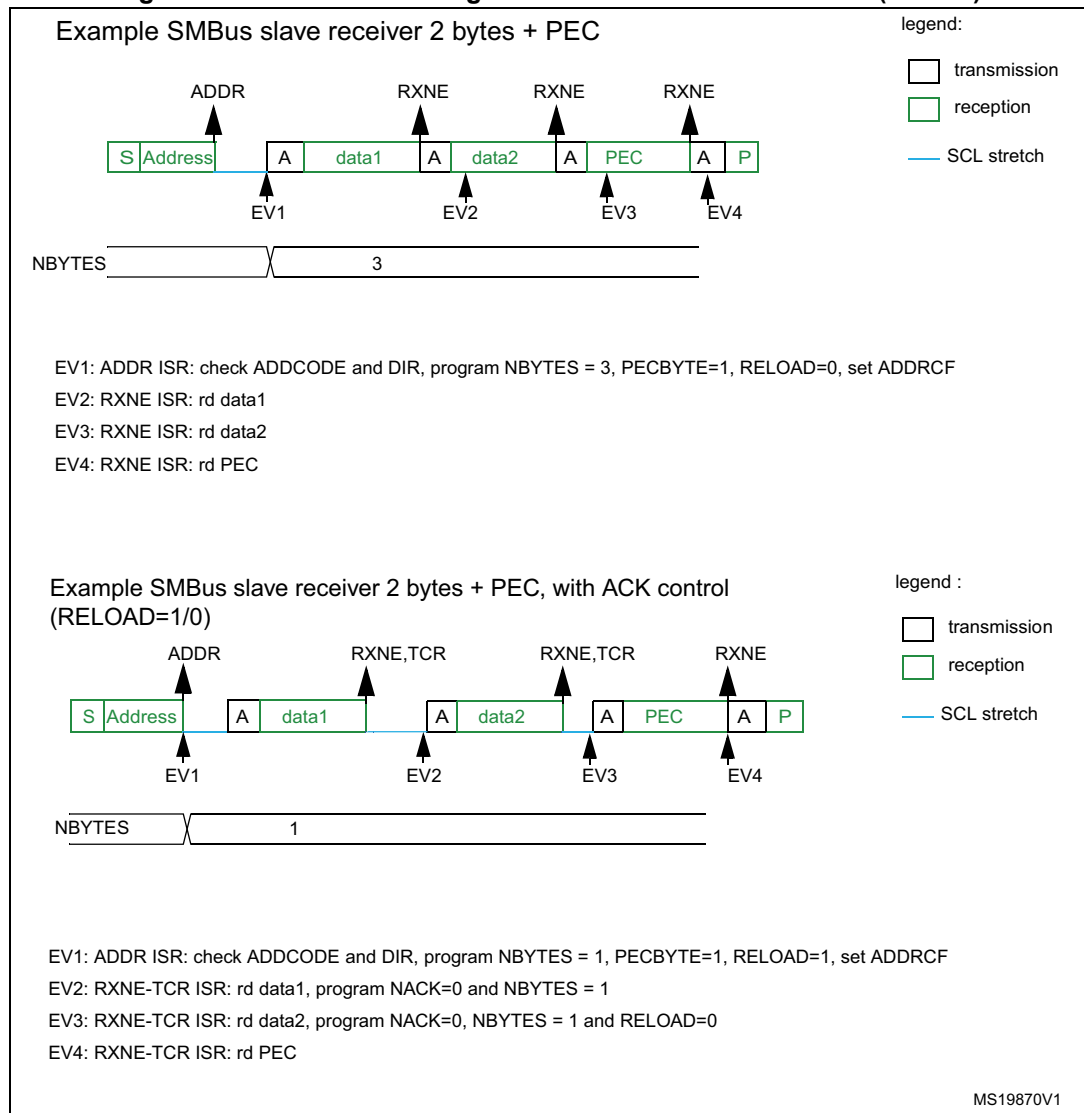 Example SMBus slave receiver 2 bytes + PEC
legend:
transmission
reception
SCL stretch
ADDR RXNE RXNE RXNE
S Address A data1 A data2 A PEC A P
EV1 EV2 EV3 EV4
NBYTES 3
EV1: ADDR ISR: check ADDCODE and DIR, program NBYTES = 3, PECBYTE=1, RELOAD=0, set ADDRCF
EV2: RXNE ISR: rd data1
EV3: RXNE ISR: rd data2
EV4: RXNE ISR: rd PEC
Example SMBus slave receiver 2 bytes + PEC, with ACK control
(RELOAD=1/0)
legend :
transmission
reception
SCL stretch
ADDR RXNE,TCR RXNE,TCR RXNE
S Address A data1 A data2 A PEC A P
EV1 EV2 EV3 EV4
NBYTES 1
EV1: ADDR ISR: check ADDCODE and DIR, program NBYTES = 1, PECBYTE=1, RELOAD=1, set ADDRCF
EV2: RXNE-TCR ISR: rd data1, program NACK=0 and NBYTES = 1
EV3: RXNE-TCR ISR: rd data2, program NACK=0, NBYTES = 1 and RELOAD=0
EV4: RXNE-TCR ISR: rd PEC
MS19870V1